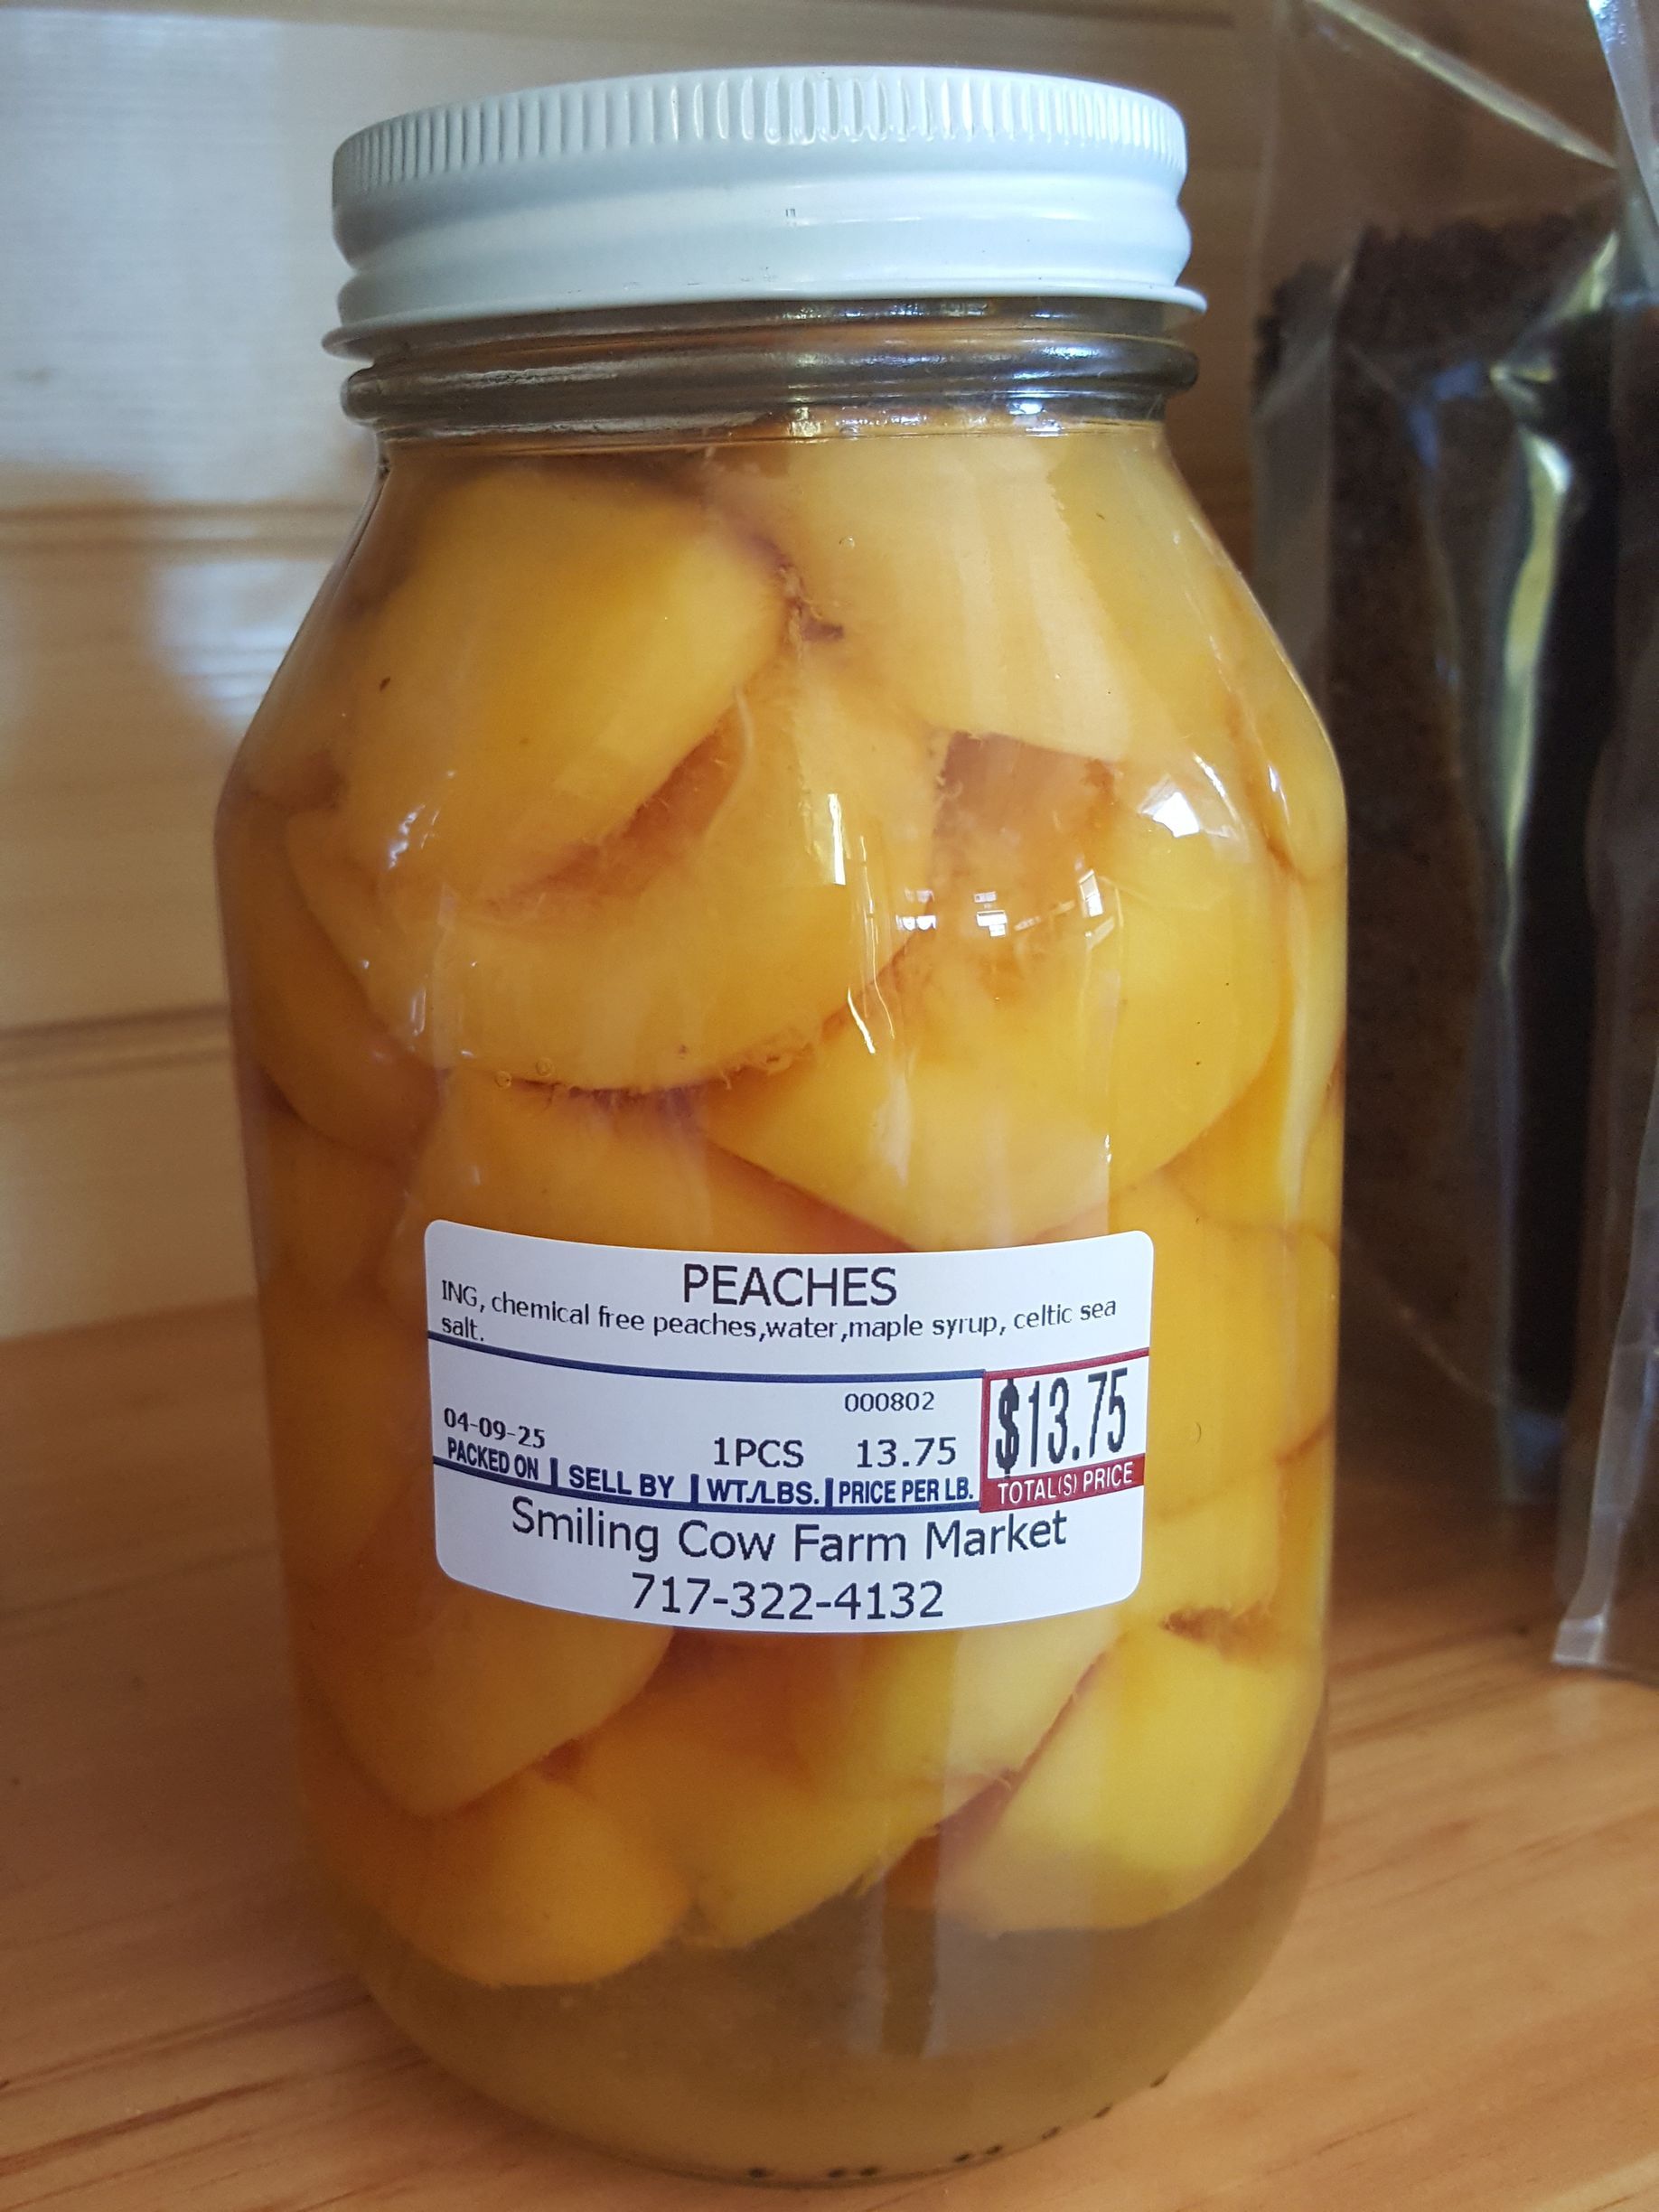 PEACHES
ING, chemical free peaches,water,maple syrup, celtic sea
salt.
000802
$13.75
04-09-25
1PCS 13.75
PACKED ON SELL BY WT./LBS. PRICE PER LB. TOTAL(S) PRICE
Smiling Cow Farm Market
717-322-4132